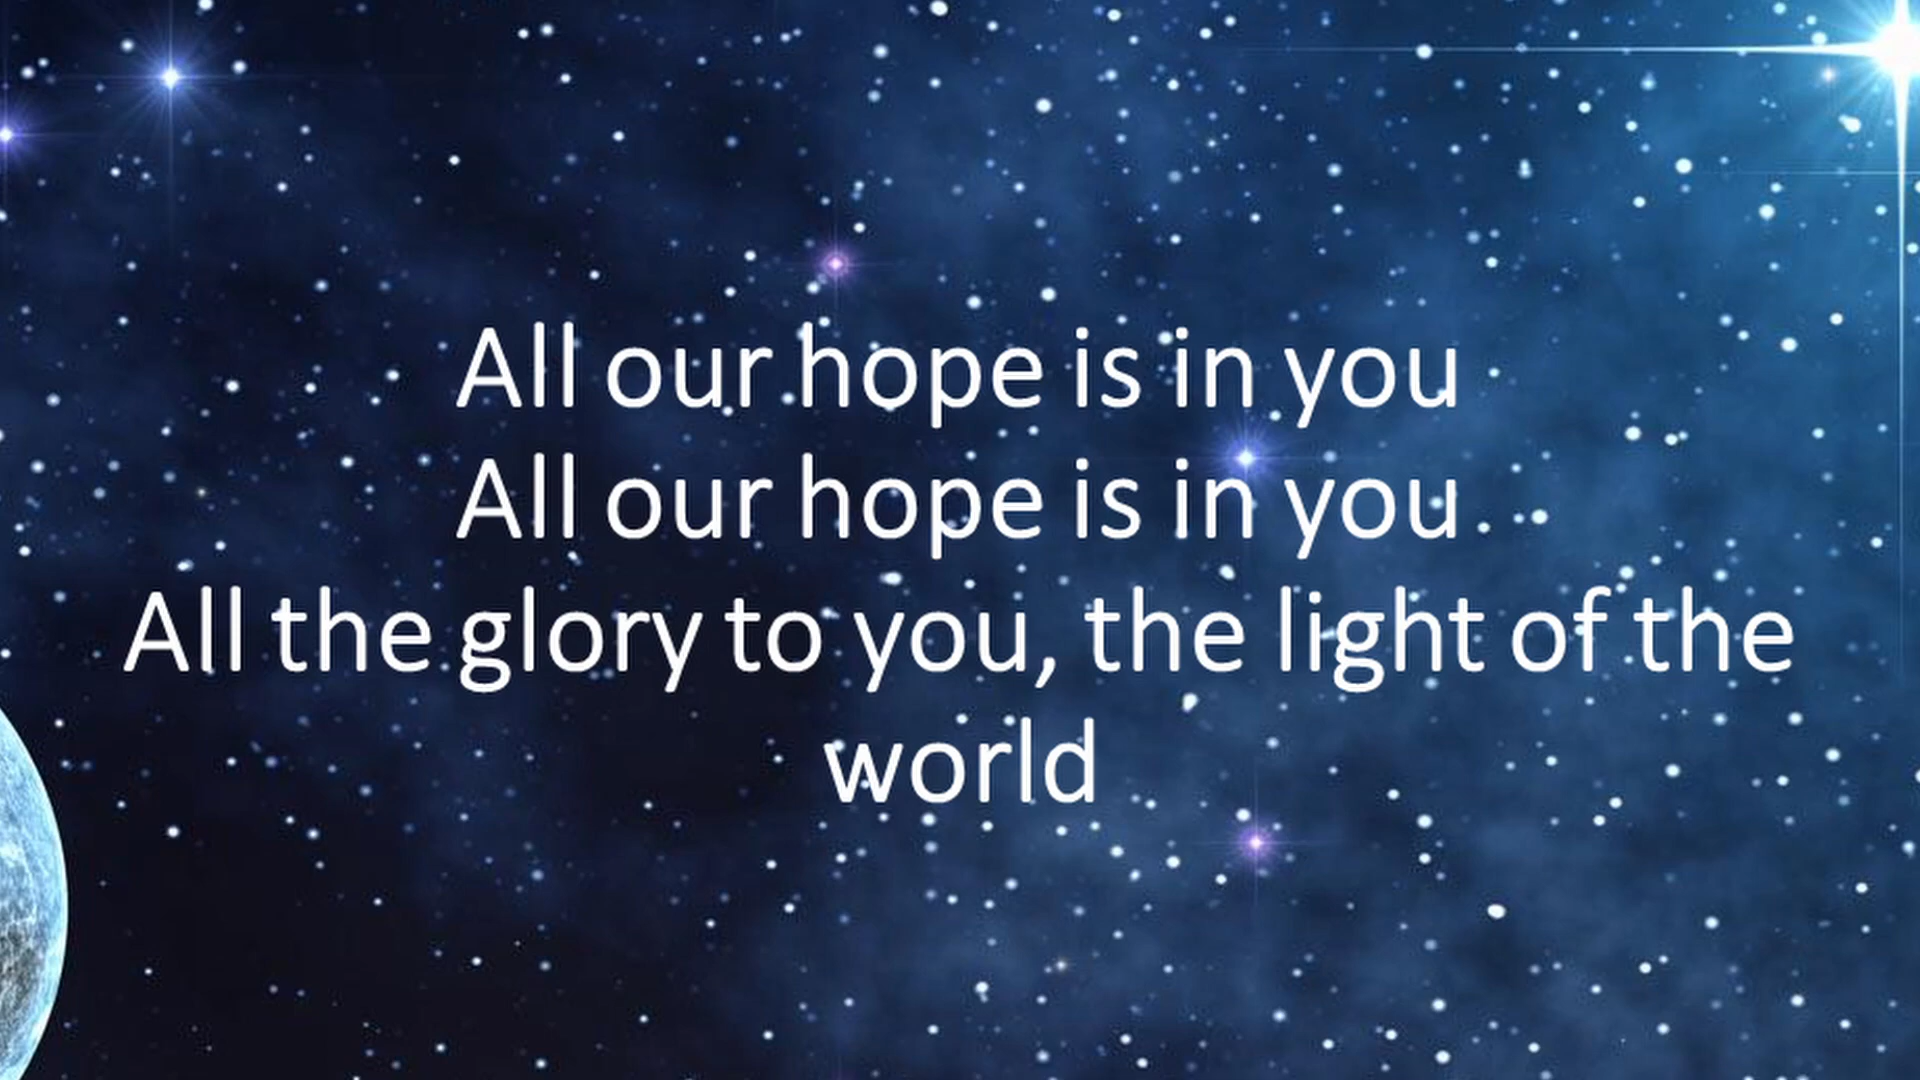 All our hope is in you
All our hope is in you
All the glory to you, the light of the
world